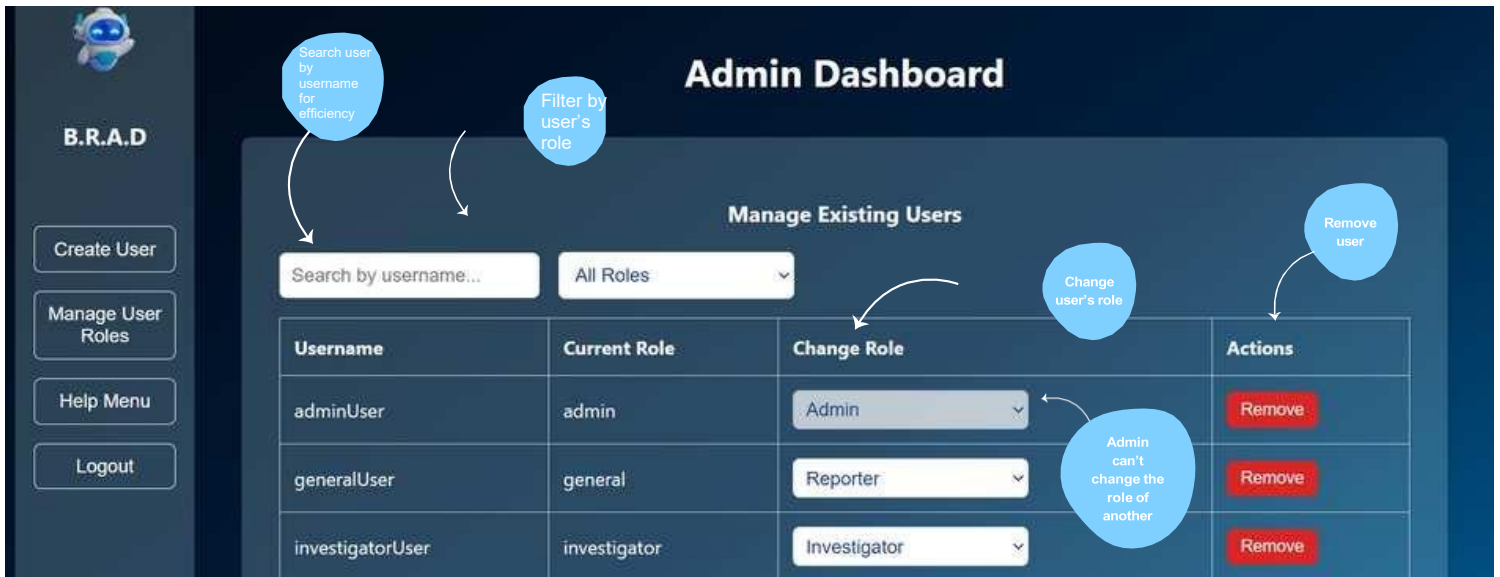 Search user
by
username
for
efficiency
Filter by
user's
role
Admin Dashboard
B.R.A.D
Manage Existing Users
Remove
user
Create User
Search by username...
All Roles
Change
user's role
Manage User
Roles
Username
Current Role
Change Role
Actions
Help Menu
adminUser
admin
Admin
Remove
Admin
can't
change the
role of
another
Logout
generalUser
general
Reporter
Remove
investigatorUser
investigator
Investigator
Remove